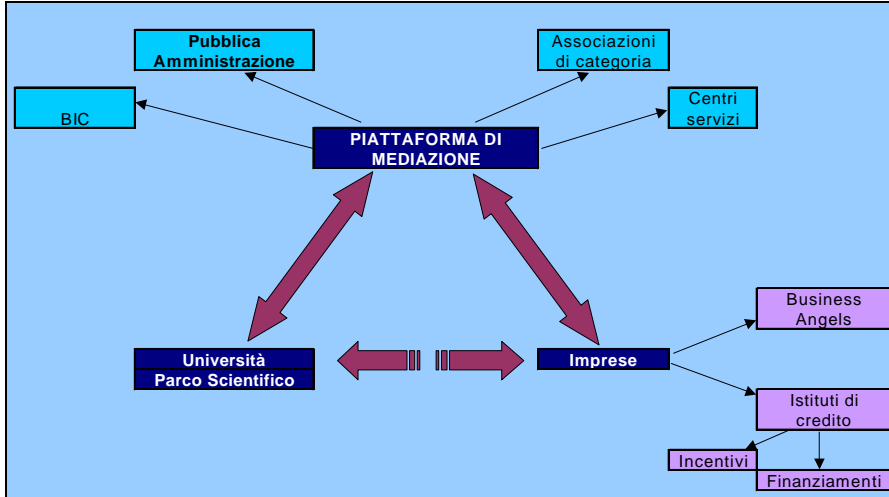 Pubblica
Amministrazione
Associazioni
di categoria
BIC
Centri
servizi
PIATTAFORMA DI
MEDIAZIONE
Business
Angels
Università
Parco Scientifico
Imprese
Istituti di
credito
Incentivi
Finanziamenti